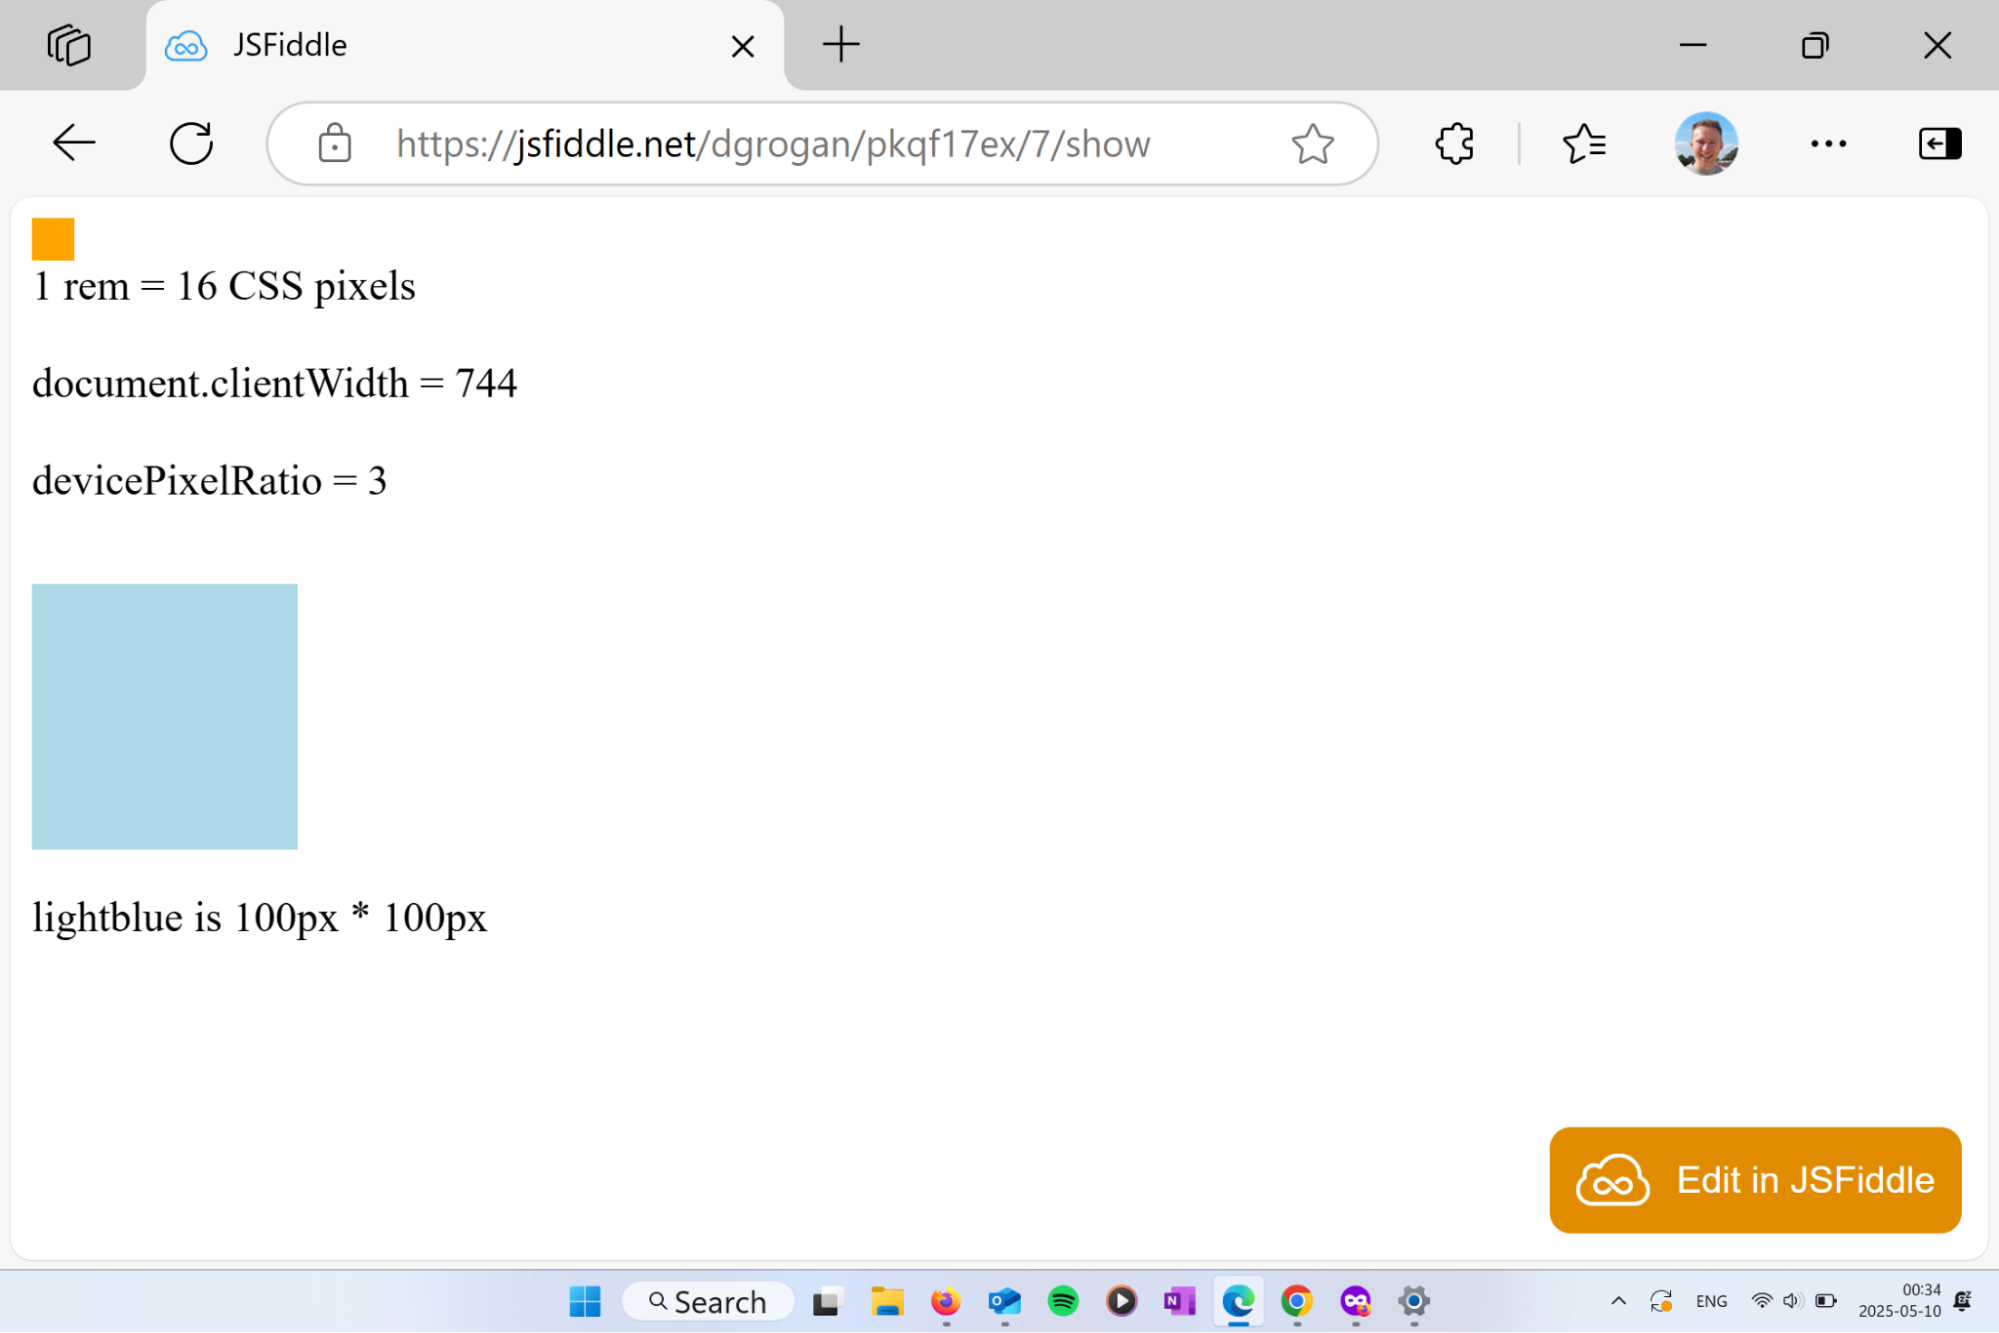 JSFiddle
https://jsfiddle.net/dgrogan/pkqf17ex/7/show
1 rem = 16 CSS pixels
document.clientWidth = 744
devicePixelRatio = 3
lightblue is 100px * 100px
Edit in JSFiddle
Search
ENG
00:34
2025-05-10